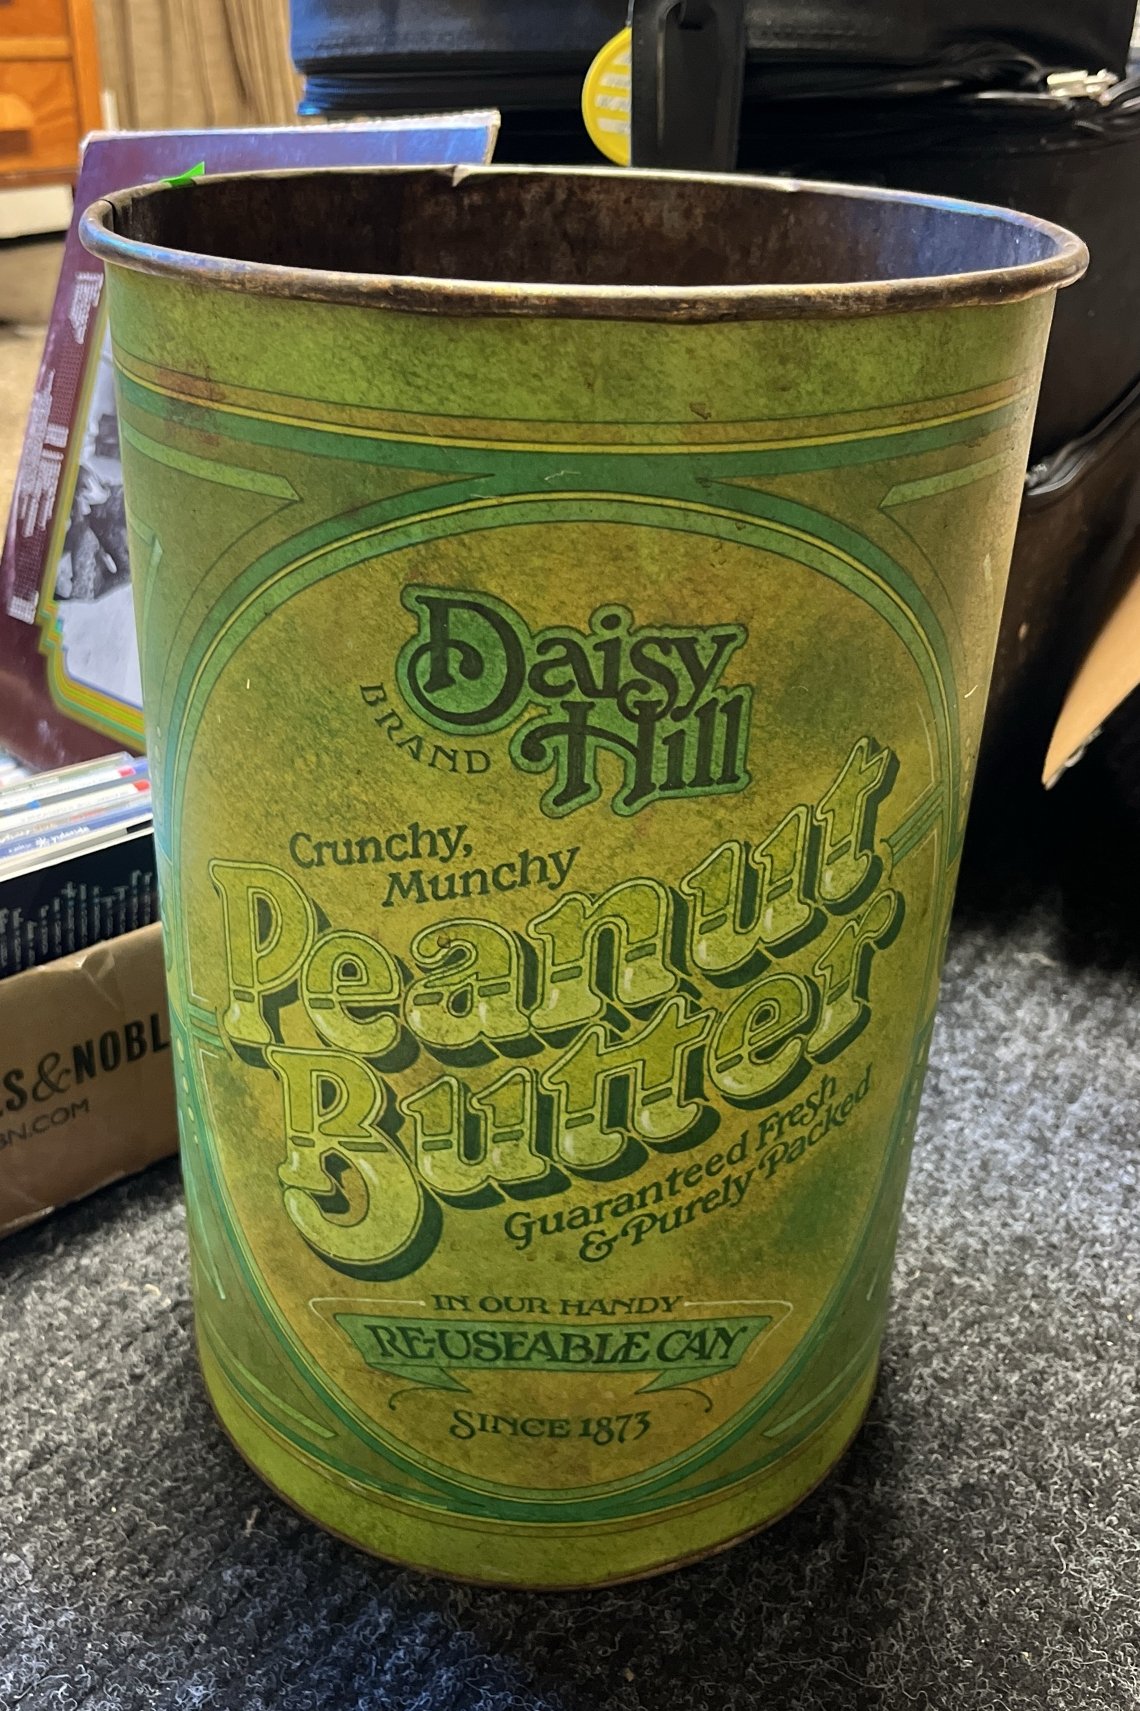 Daisy
Hill
BRAND
Crunchy,
Munchy
Peanut
Butter
Guaranteed Fresh
& Purely Packed
IN OUR HANDY
RE-USEABLE CAN
SINCE 1873
S & NOBL
BN.COM